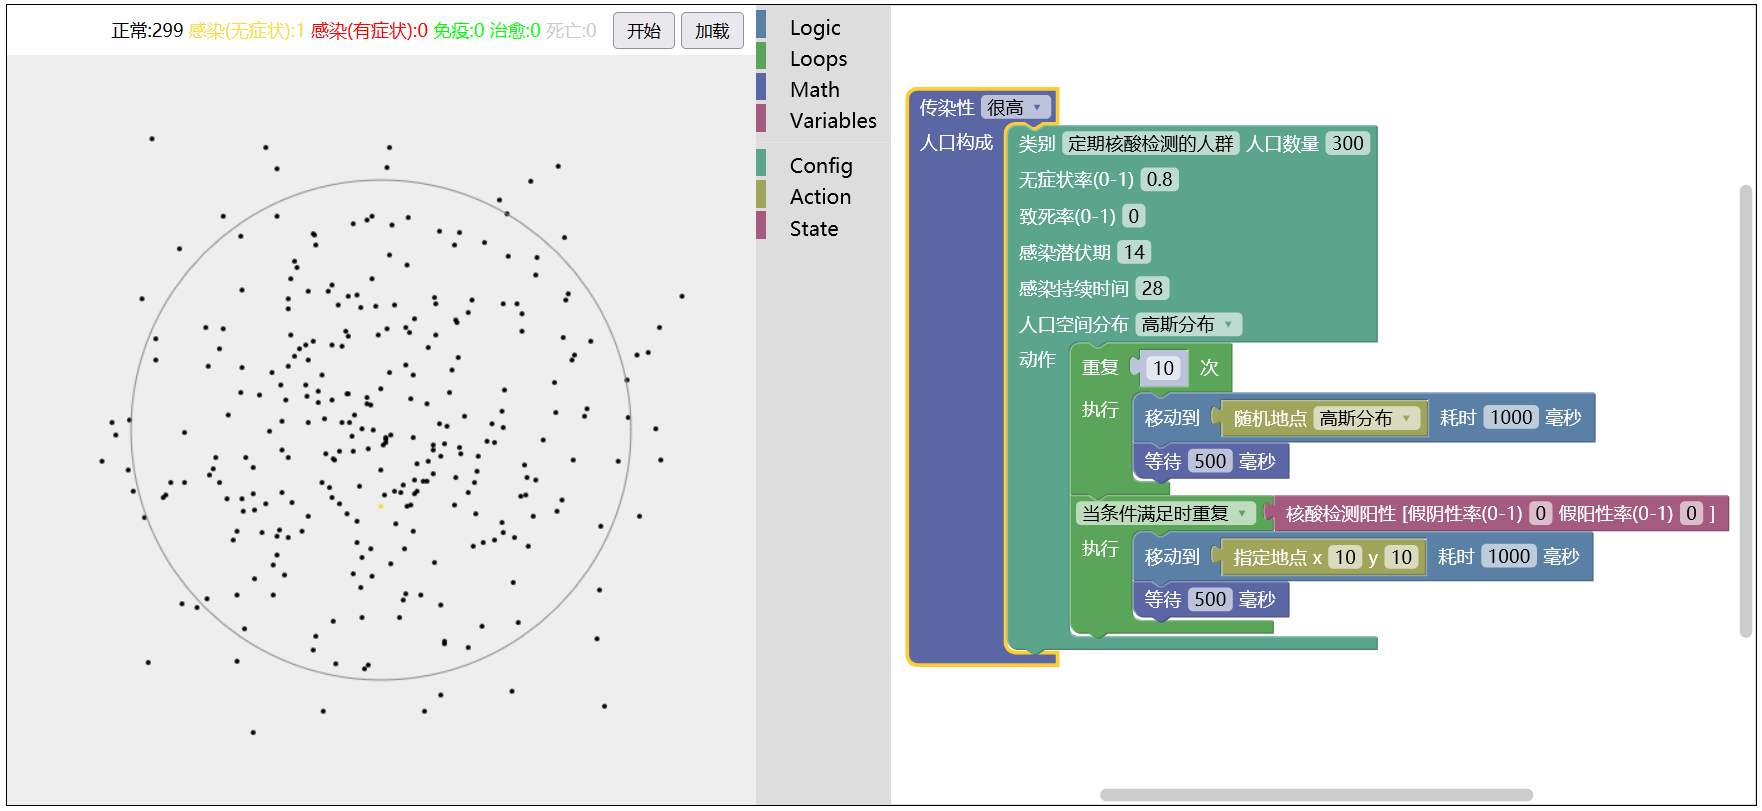 正常:299 感染(无症状):1 感染(有症状):0 免疫:0 治愈:0 死亡:0 开始 加载
Logic
Loops
Math
Variables
Config
Action
State
传染性 很高
人口构成
类别 定期核酸检测的人群 人口数量 300
无症状率(0-1) 0.8
致死率(0-1) 0
感染潜伏期 14
感染持续时间 28
人口空间分布 高斯分布
动作
重复 10 次
执行
移动到 随机地点 高斯分布 耗时 1000 毫秒
等待 500 毫秒
当条件满足时重复 核酸检测阳性 [假阴性率(0-1) 0 假阳性率(0-1) 0 ]
执行
移动到 指定地点 x 10 y 10 耗时 1000 毫秒
等待 500 毫秒